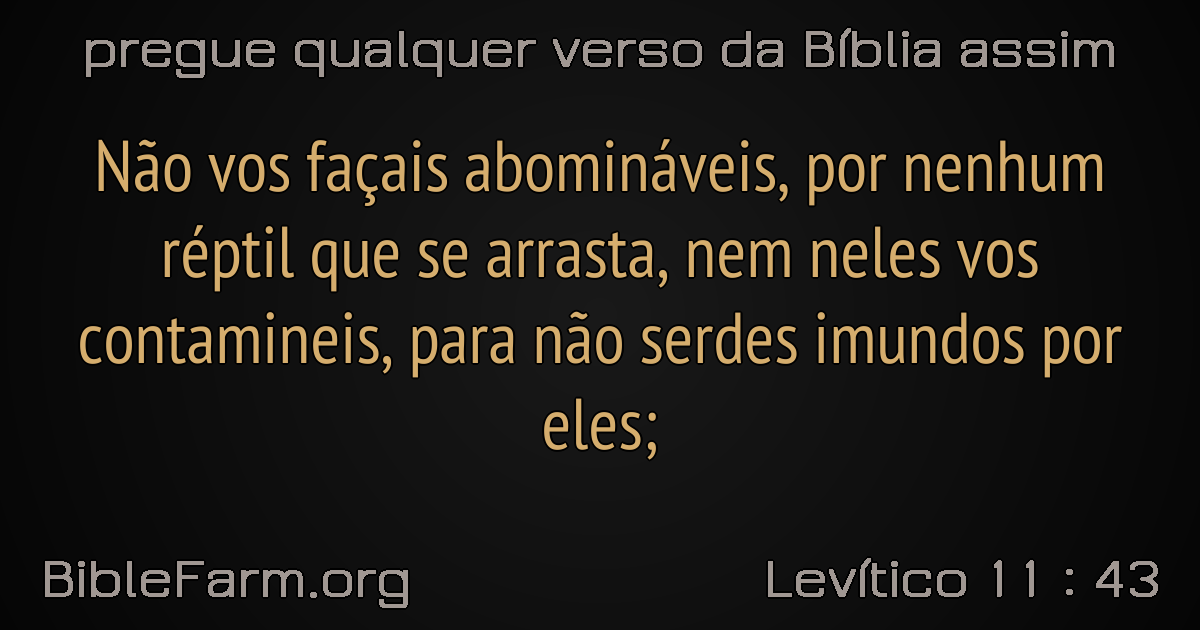 pregue qualquer verso da Bíblia assim
Não vos façais abomináveis, por nenhum
réptil que se arrasta, nem neles vos
contamineis, para não serdes imundos por
eles;
BibleFarm.org
Levítico 11 : 43